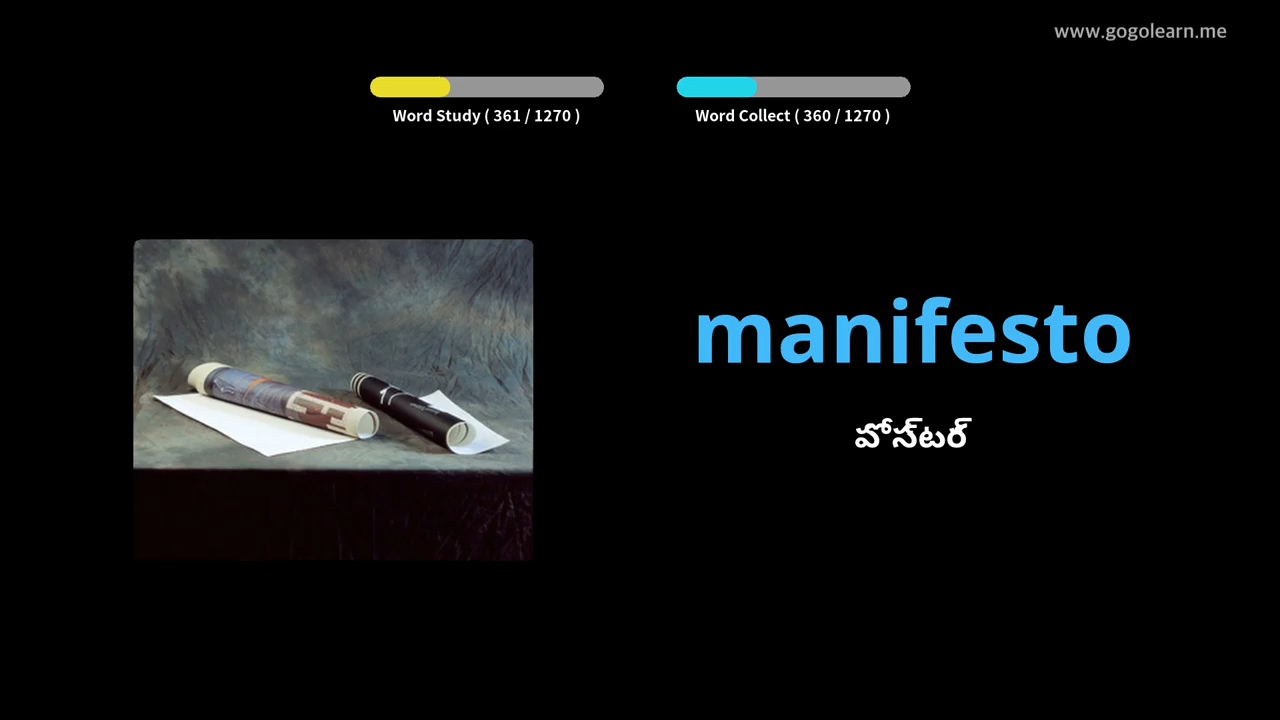 www.gogolearn.me
Word Study ( 361 / 1270 )
Word Collect ( 360 / 1270 )
manifesto
పోస్‌టర్